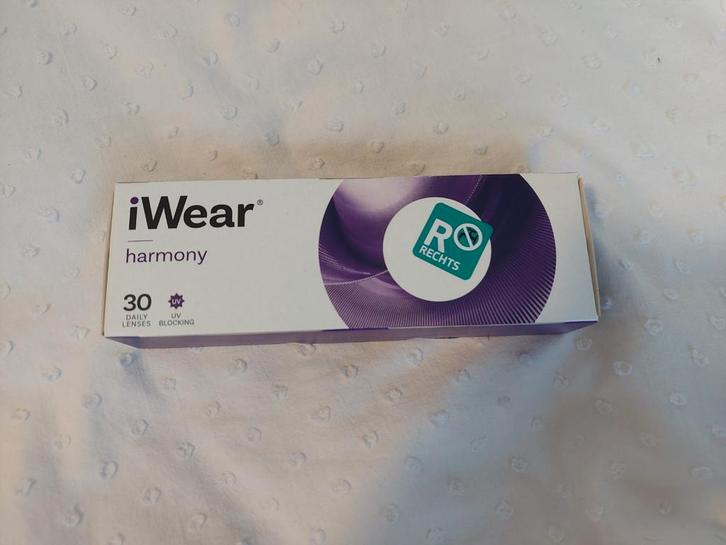 iWear®
harmony
30
DAILY
LENSES
UV
UV
BLOCKING
R
RECHTS